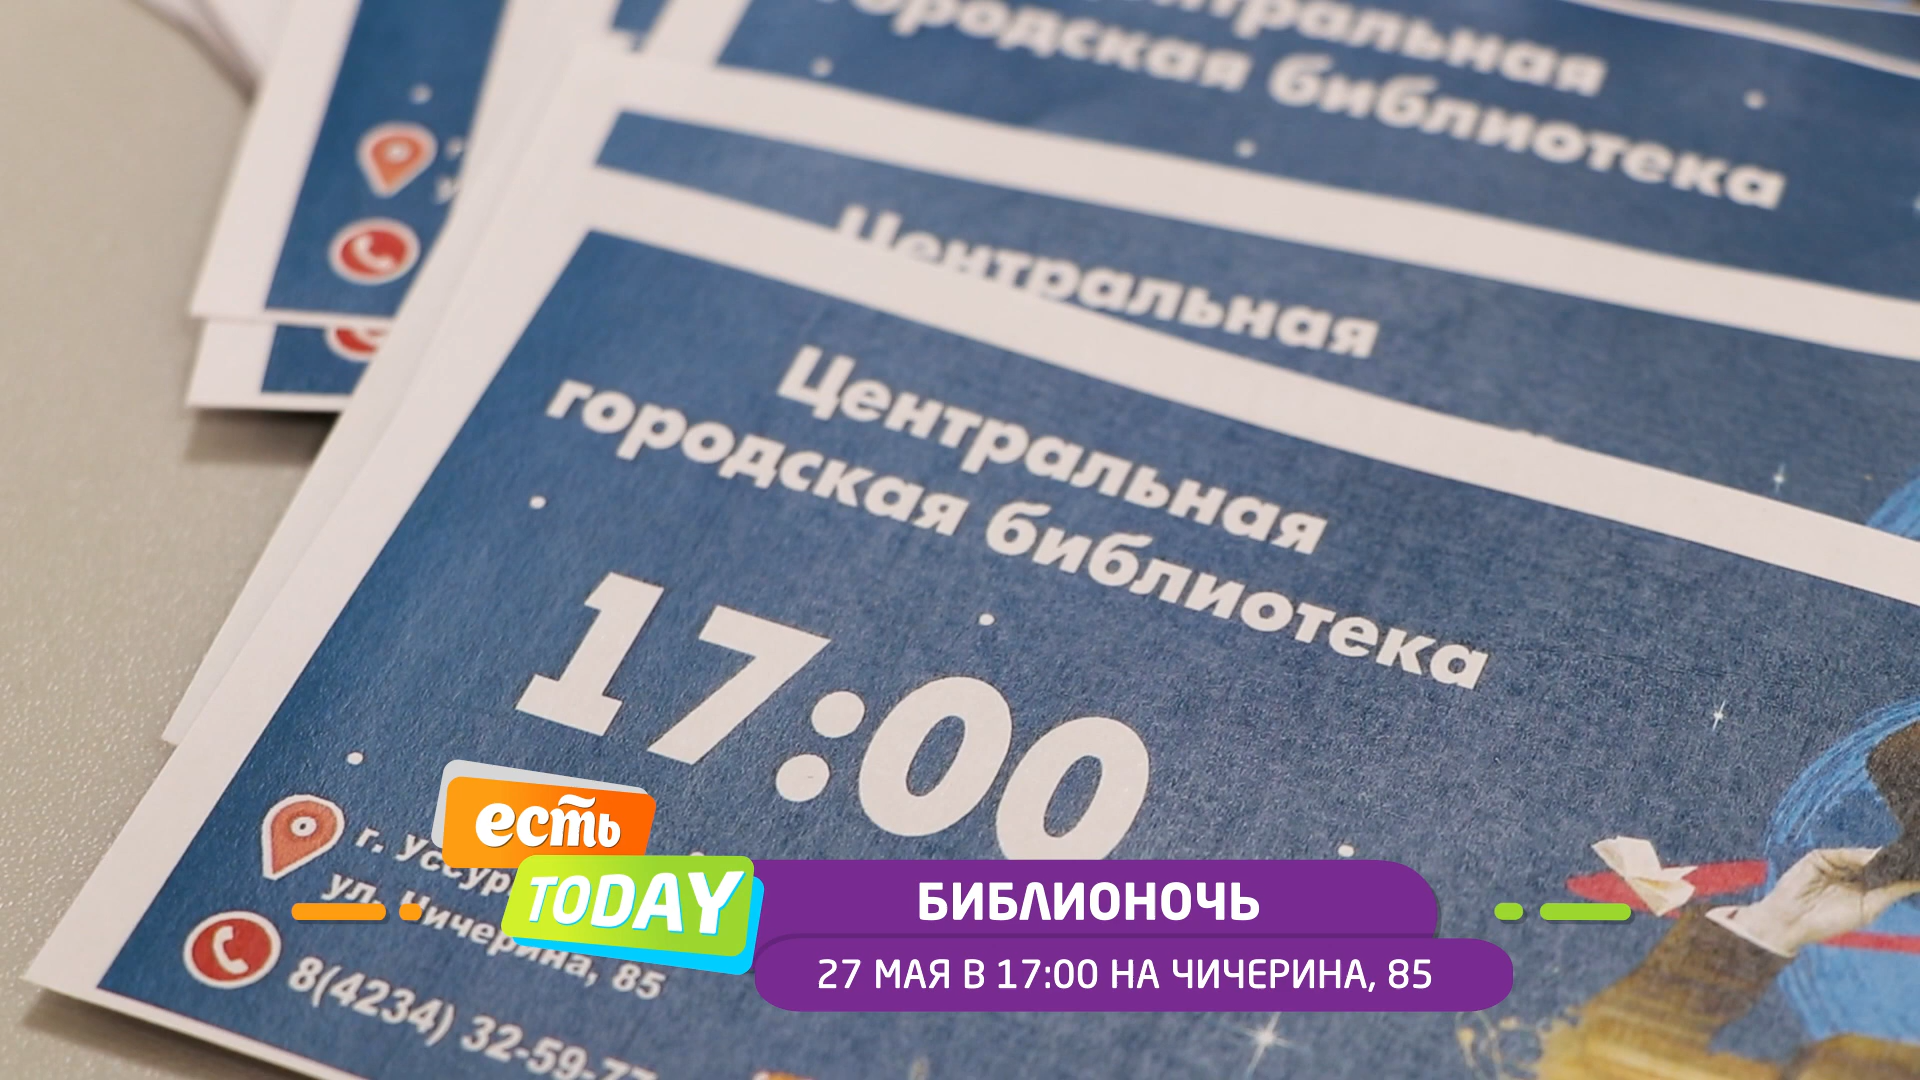 Центральная
городская библиотека
Центральная
Центральная
городская библиотека
17:00
ул. Чичерина, 85
8(4234) 32-59-77
есть
TODAY
БИБЛИОНОЧЬ
27 МАЯ В 17:00 НА ЧИЧЕРИНА, 85